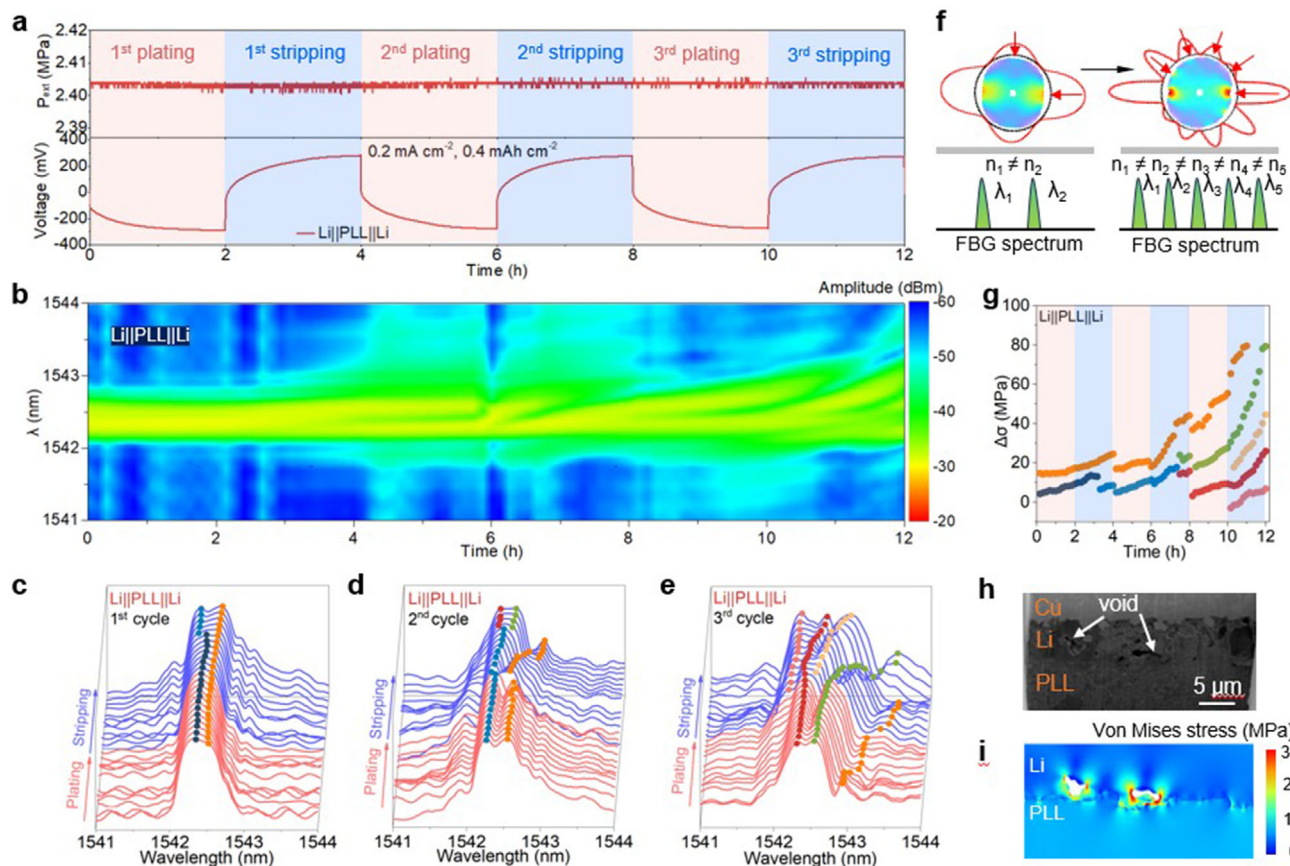 a
2.42
2.41
2.40
2.39
P_ext (MPa)
1st plating
1st stripping
2nd plating
2nd stripping
3rd plating
3rd stripping
400
200
0
-200
-400
Voltage (mV)
0.2 mA cm⁻², 0.4 mAh cm⁻²
Li||PLL||Li
0 2 4 6 8 10 12
Time (h)
b
Amplitude (dBm)
1544
1543
1542
1541
λ (nm)
Li||PLL||Li
-60
-50
-40
-30
-20
0 2 4 6 8 10 12
Time (h)
c
Li||PLL||Li
1st cycle
Stripping
Plating
1541 1542 1543 1544
Wavelength (nm)
d
Li||PLL||Li
2nd cycle
Stripping
Plating
1541 1542 1543 1544
Wavelength (nm)
e
Li||PLL||Li
3rd cycle
Stripping
Plating
1541 1542 1543 1544
Wavelength (nm)
f
n₁ ≠ n₂
λ₁ λ₂
FBG spectrum
n₁ ≠ n₂ ≠ n₃ ≠ n₄ ≠ n₅
λ₁ λ₂ λ₃ λ₄ λ₅
FBG spectrum
g
Li||PLL||Li
100
80
60
40
20
0
Δσ (MPa)
0 2 4 6 8 10 12
Time (h)
h
Cu
void
Li
PLL
5 μm
i
Von Mises stress (MPa)
Li
PLL
3
2
1
0